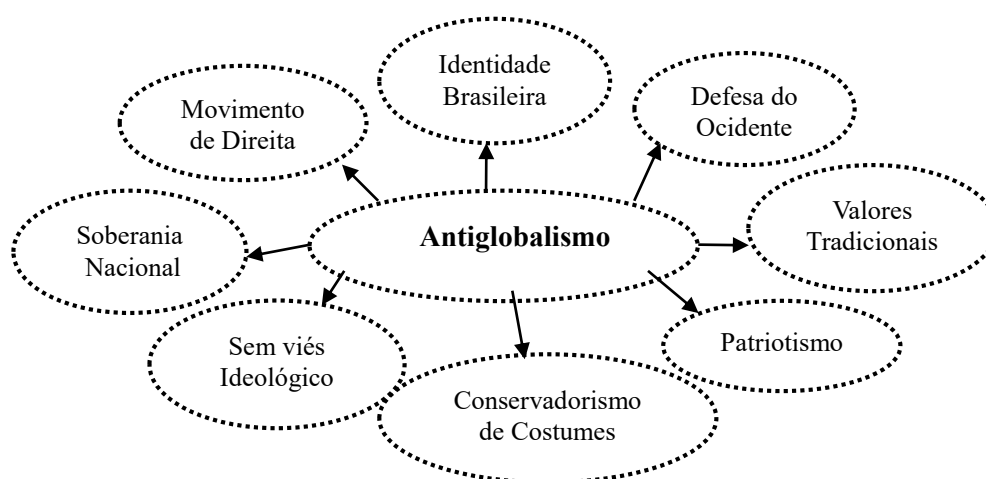 Identidade
Brasileira
Movimento
de Direita
Defesa do
Ocidente
Soberania
Nacional
Antiglobalismo
Valores
Tradicionais
Sem viés
Ideológico
Patriotismo
Conservadorismo
de Costumes